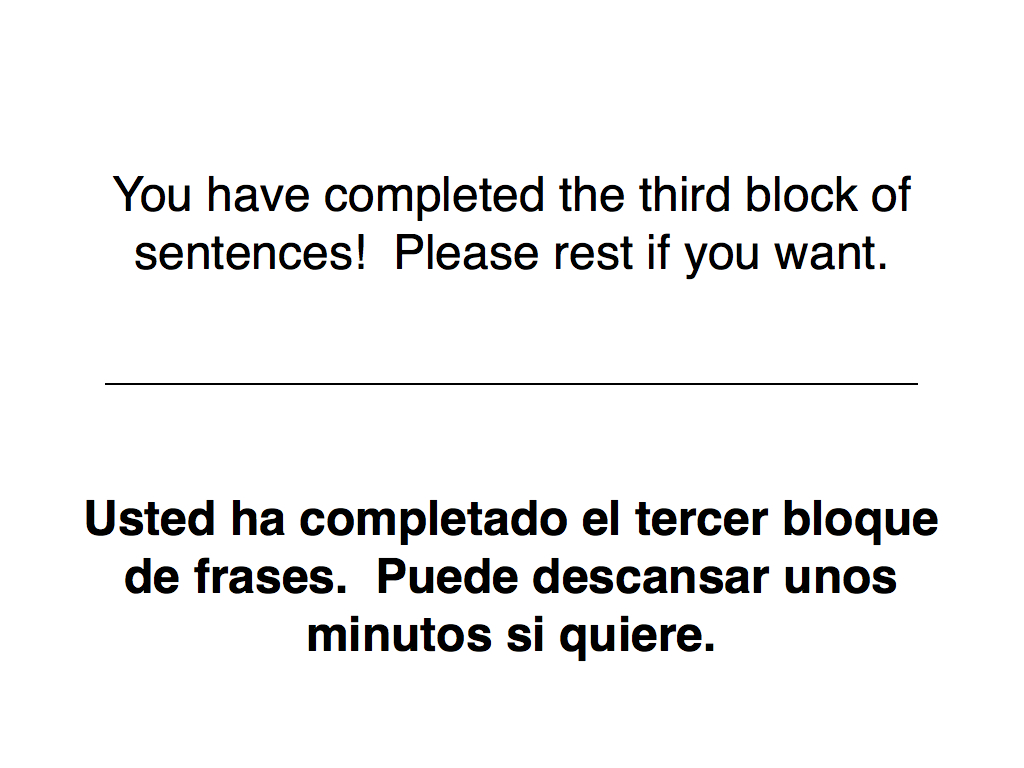 You have completed the third block of
sentences!  Please rest if you want.
Usted ha completado el tercer bloque
de frases.  Puede descansar unos
minutos si quiere.